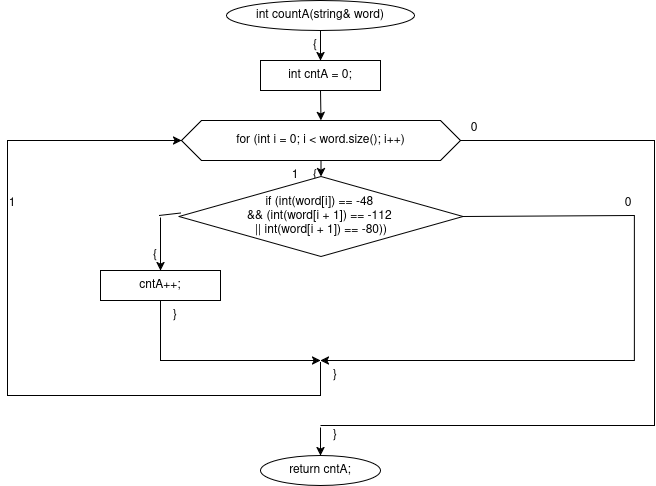 int countA(string& word)
{
int cntA = 0;
for (int i = 0; i < word.size(); i++)
0
1 {
if (int(word[i]) == -48
&& (int(word[i + 1]) == -112
|| int(word[i + 1]) == -80))
1
0
{
cntA++;
}
}
}
return cntA;